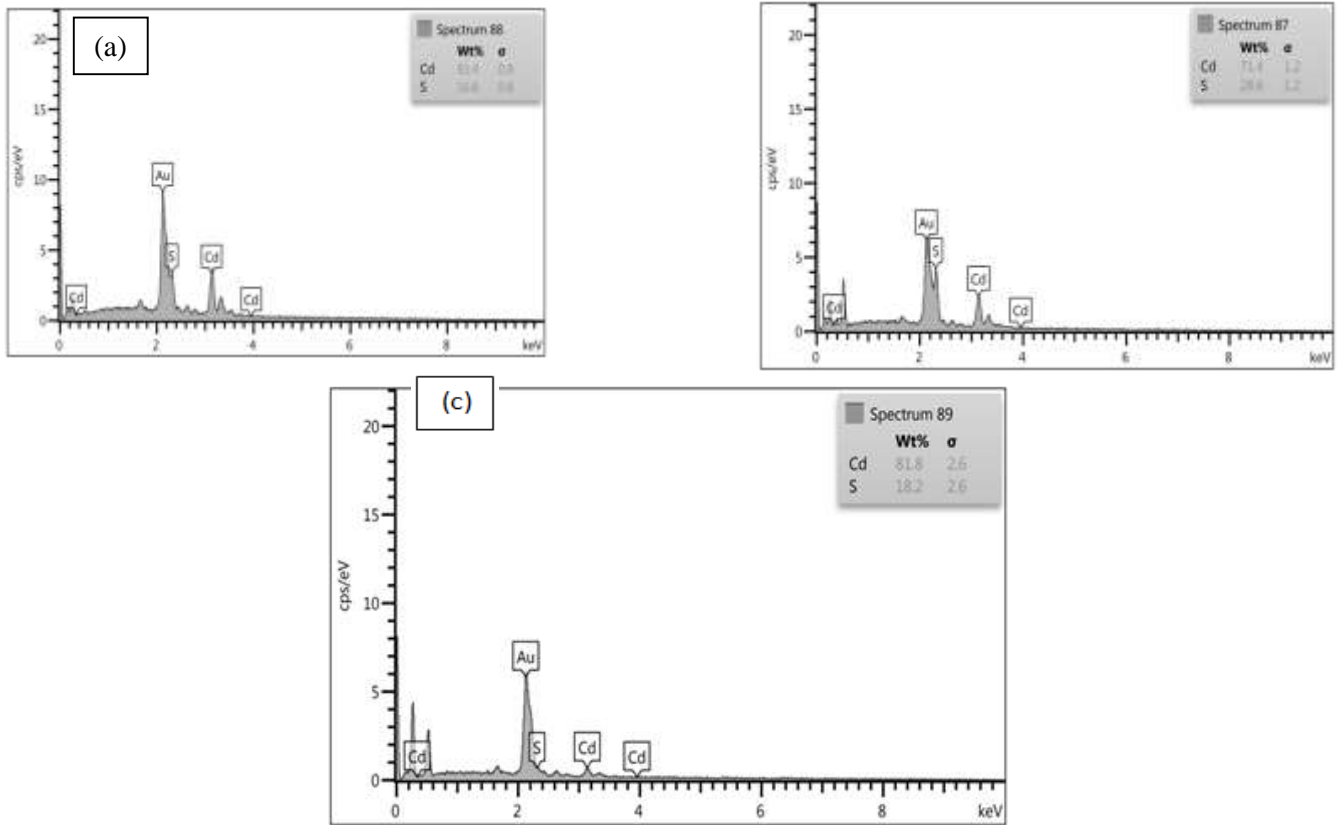 (a)
Spectrum 88
Wt% σ
Cd 0.8
S 0.8
cps/eV
20
15
10
5
0
Au
S
Cd
Cd
Cd
0 2 4 6 8 keV
Spectrum 87
Wt% σ
Cd 71.4 1.2
S 28.6 1.2
cps/eV
20
15
10
5
0
Au
S
Cd
Cd
Cd
0 2 4 6 8 keV
(c)
Spectrum 89
Wt% σ
Cd 81.8 2.6
S 18.2 2.6
cps/eV
20
15
10
5
0
Au
S
Cd
Cd
Cd
0 2 4 6 8 keV